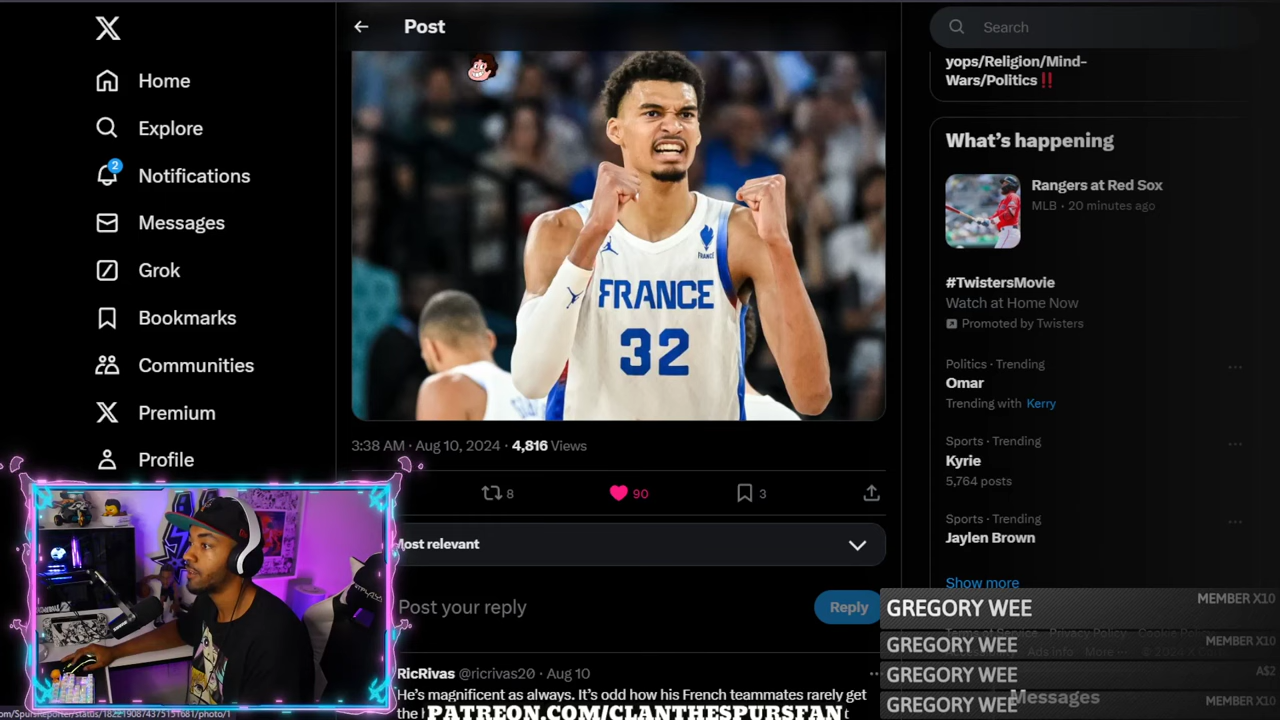 Home
Explore
2
Notifications
Messages
Grok
Bookmarks
Communities
Premium
Profile
Post
FRANCE
FRANCE
32
3:38 AM · Aug 10, 2024 · 4,816 Views
8
90
3
ost relevant
Post your reply
Reply
RicRivas @ricrivas20 · Aug 10
He's magnificent as always. It's odd how his French teammates rarely get
the
PATREON.COM/CLANTHESPURSFAN
Search
yops/Religion/Mind-
Wars/Politics‼
What's happening
Rangers at Red Sox
MLB • 20 minutes ago
#TwistersMovie
Watch at Home Now
Promoted by Twisters
Politics · Trending
Omar
Trending with Kerry
Sports · Trending
Kyrie
5,764 posts
Sports · Trending
Jaylen Brown
Show more
GREGORY WEE
MEMBER X10
Privacy Policy
GREGORY WEE
Ads info
More
MEMBER X10
GREGORY WEE
A$2
GREGORY WEE
Messages
MEMBER X10